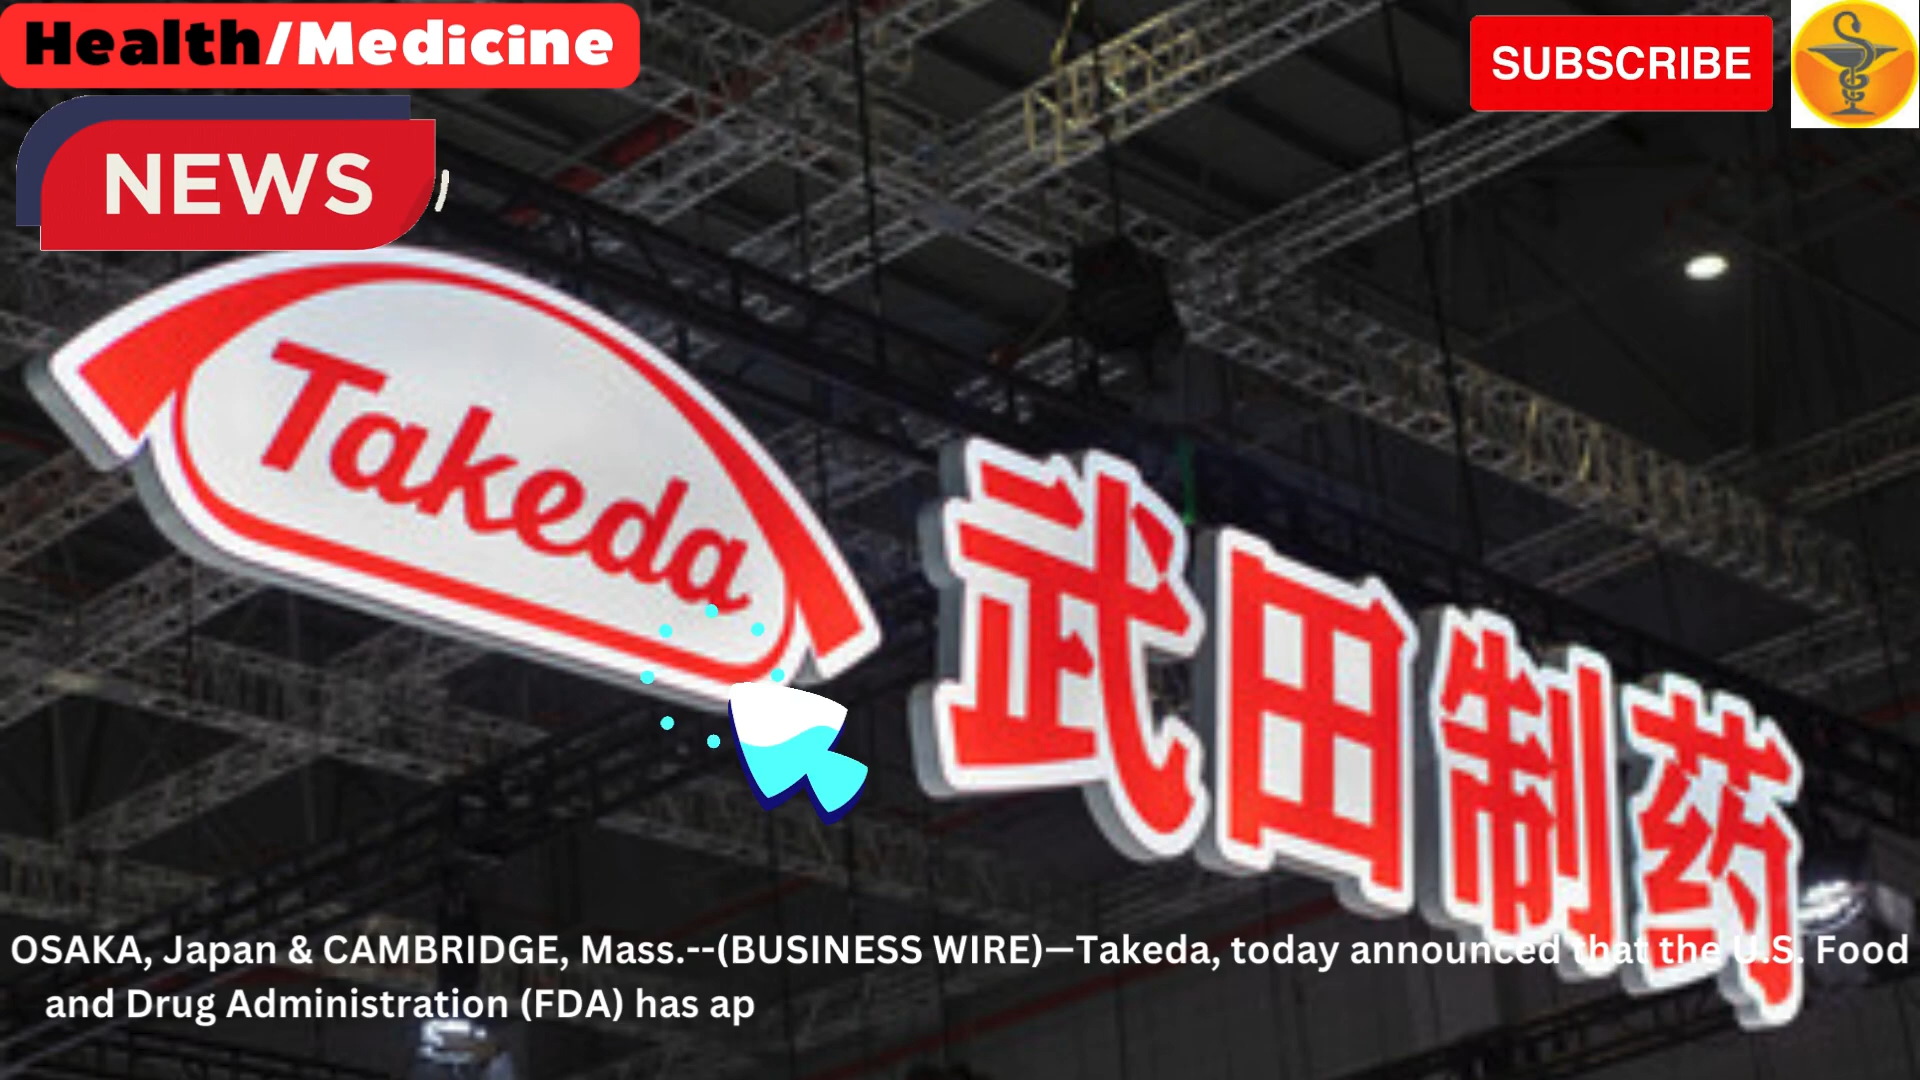 Health/Medicine
SUBSCRIBE
NEWS
Takeda
武田制药
OSAKA, Japan & CAMBRIDGE, Mass.--(BUSINESS WIRE)—Takeda, today announced that the U.S. Food
and Drug Administration (FDA) has ap